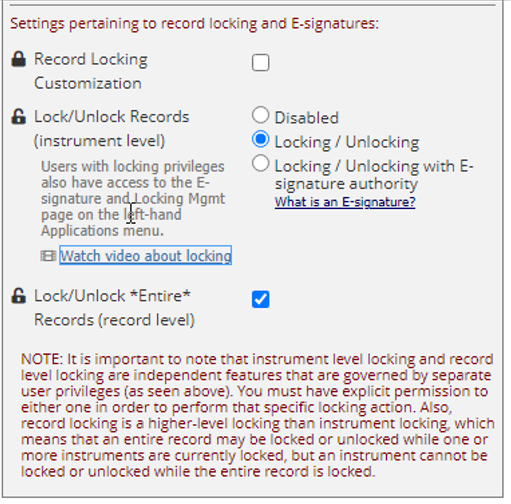 Settings pertaining to record locking and E-signatures:
Record Locking
Customization
Lock/Unlock Records
(instrument level)
Users with locking privileges
also have access to the E-
signature and Locking Mgmt
page on the left-hand
Applications menu.
Watch video about locking
Disabled
Locking / Unlocking
Locking / Unlocking with E-
signature authority
What is an E-signature?
Lock/Unlock *Entire*
Records (record level)
NOTE: It is important to note that instrument level locking and record
level locking are independent features that are governed by separate
user privileges (as seen above). You must have explicit permission to
either one in order to perform that specific locking action. Also,
record locking is a higher-level locking than instrument locking, which
means that an entire record may be locked or unlocked while one or
more instruments are currently locked, but an instrument cannot be
locked or unlocked while the entire record is locked.